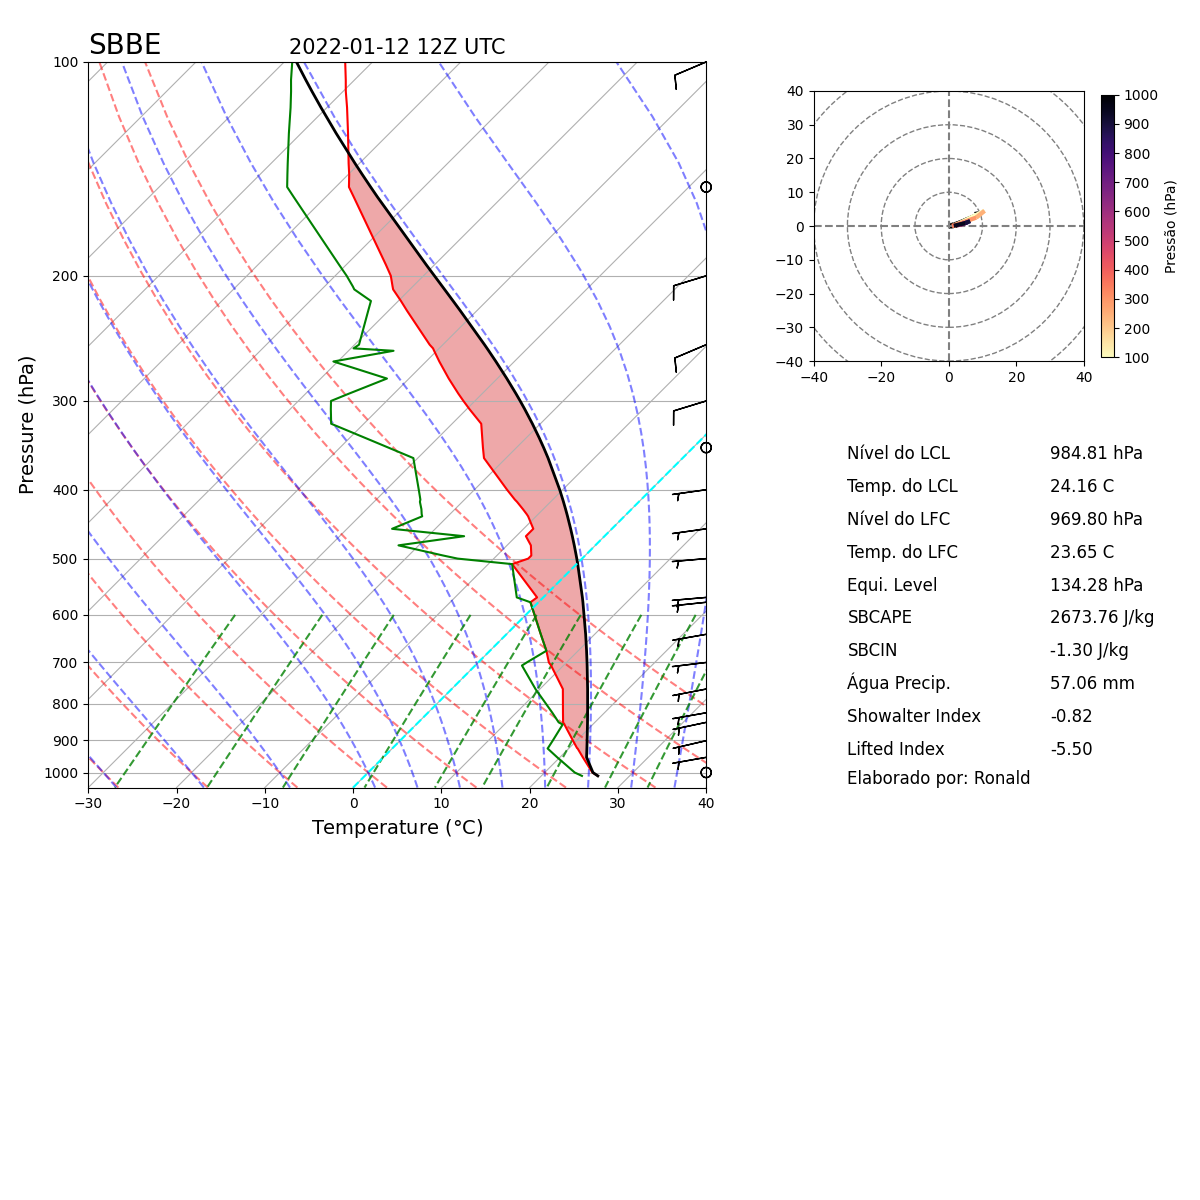 SBBE 2022-01-12 12Z UTC
100
200
300
400
500
600
700
800
900
1000
Pressure (hPa)
−30 −20 −10 0 10 20 30 40
Temperature (°C)
40
30
20
10
0
−10
−20
−30
−40
−40 −20 0 20 40
1000
900
800
700
600
500
400
300
200
100
Pressão (hPa)
Nível do LCL 984.81 hPa
Temp. do LCL 24.16 C
Nível do LFC 969.80 hPa
Temp. do LFC 23.65 C
Equi. Level 134.28 hPa
SBCAPE 2673.76 J/kg
SBCIN -1.30 J/kg
Água Precip. 57.06 mm
Showalter Index -0.82
Lifted Index -5.50
Elaborado por: Ronald